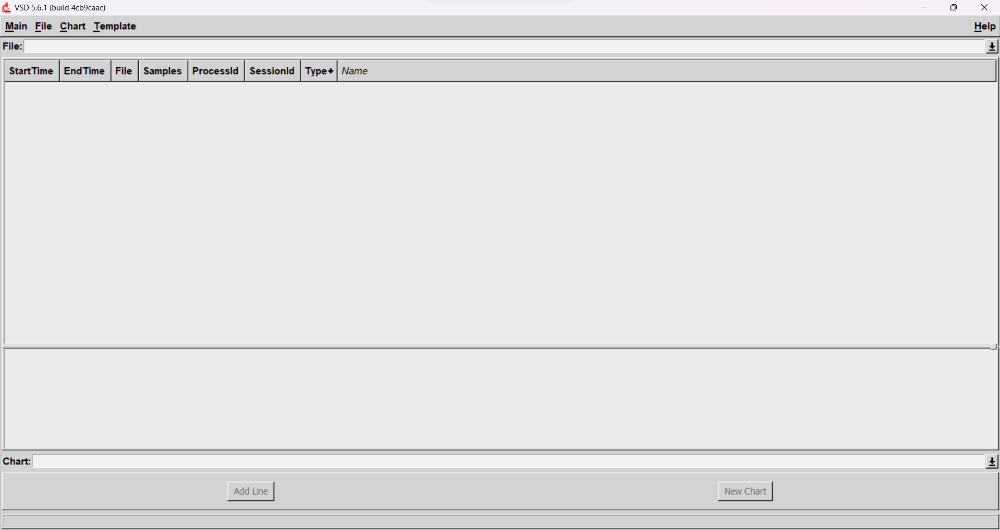 VSD 5.6.1 (build 4cb9caac)
Main File Chart Template Help
File:
StartTime EndTime File Samples ProcessId SessionId Type Name
Chart:
Add Line New Chart